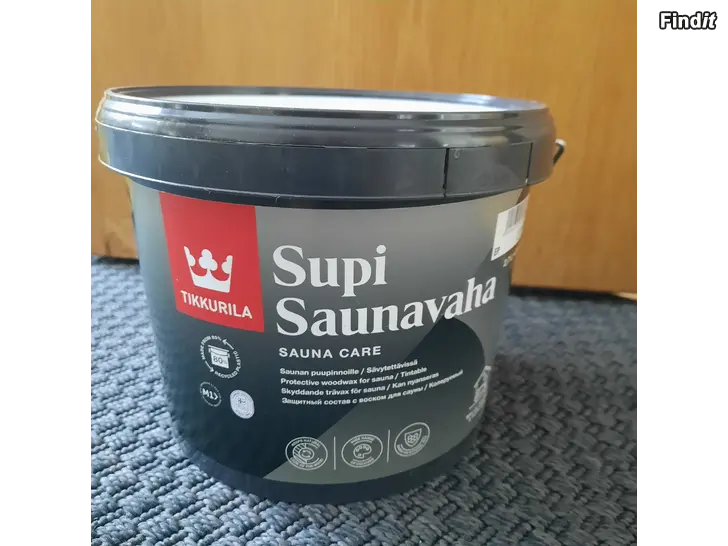 Findit
TIKKURILA
Supi
Saunavaha
SAUNA CARE
Saunan puupinnoille / Sävytettävissä
Protective woodwax for sauna / Tintable
Skyddande trävax för sauna / Kan nyanseras
Защитный состав с воском для сауны / Колеруемый
M1